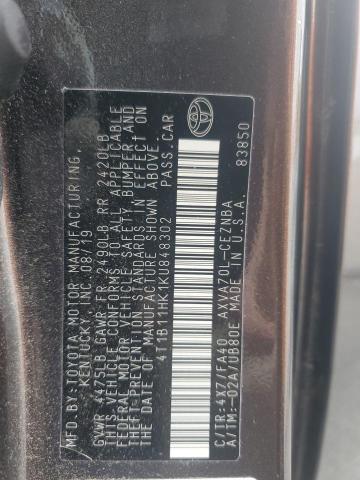 MFD. BY:TOYOTA MOTOR MANUFACTURING,
KENTUCKY, INC. 08/19
GVWR 4475LB GAWR FR 2490LB RR 2420LB
THIS VEHICLE CONFORMS TO ALL APPLICABLE
FEDERAL MOTOR VEHICLE SAFETY, BUMPER, AND
THEFT PREVENTION STANDARDS IN EFFECT ON
THE DATE OF MANUFACTURE SHOWN ABOVE.
4T1B11HK1KU848302 PASS.CAR
C/TR: 4X7/FA40 AXVA70L-CEZNBA
A/TM:-02A/UB80E MADE IN U.S.A.
83850